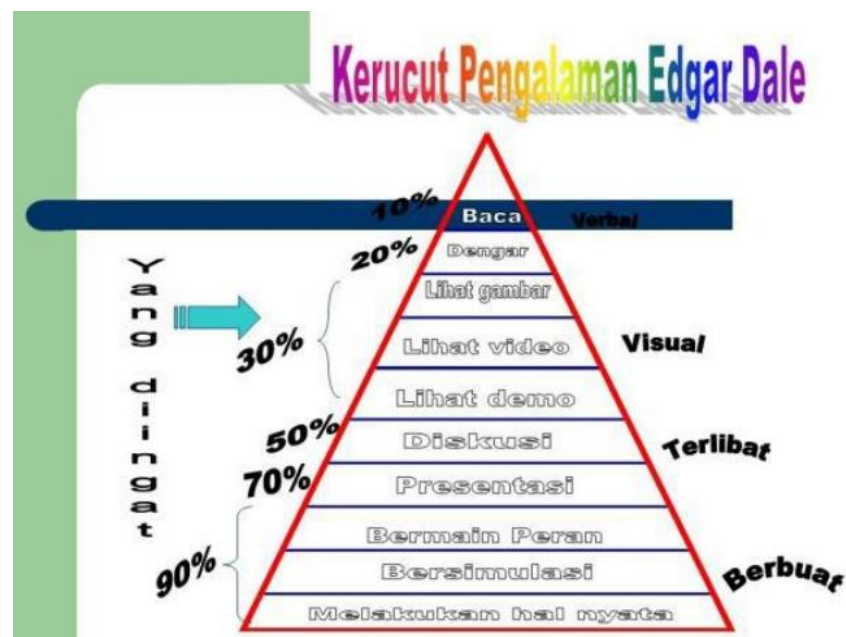 Kerucut Pengalaman Edgar Dale
10% Baca Verbal
20% Dengar
Lihat gambar
30% Lihat video Visual
Lihat demo
50% Diskusi Terlibat
70% Presentasi
Bermain Peran
90% Bersimulasi Berbuat
Melakukan hal nyata
Yang diingat